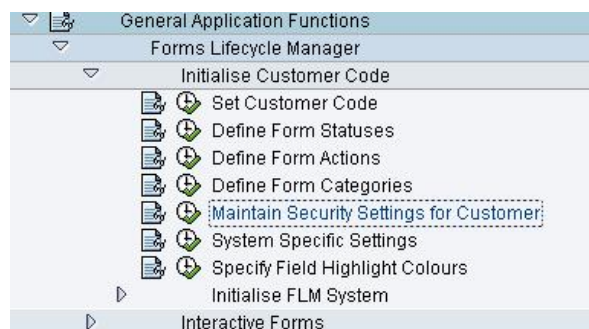 General Application Functions
Forms Lifecycle Manager
Initialise Customer Code
Set Customer Code
Define Form Statuses
Define Form Actions
Define Form Categories
Maintain Security Settings for Customer
System Specific Settings
Specify Field Highlight Colours
Initialise FLM System
Interactive Forms